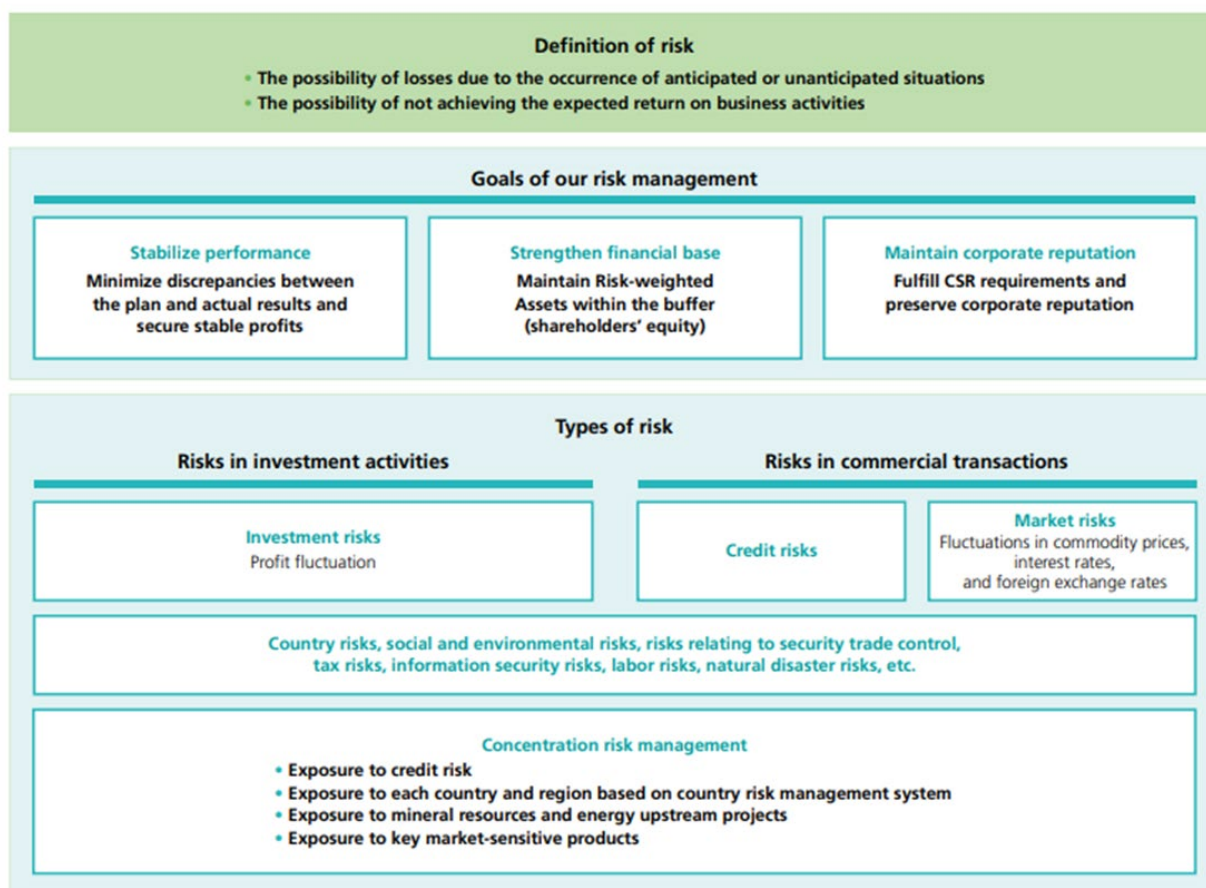 Definition of risk
• The possibility of losses due to the occurrence of anticipated or unanticipated situations
• The possibility of not achieving the expected return on business activities
Goals of our risk management
Stabilize performance
Minimize discrepancies between
the plan and actual results and
secure stable profits
Strengthen financial base
Maintain Risk-weighted
Assets within the buffer
(shareholders’ equity)
Maintain corporate reputation
Fulfill CSR requirements and
preserve corporate reputation
Types of risk
Risks in investment activities
Investment risks
Profit fluctuation
Risks in commercial transactions
Credit risks
Market risks
Fluctuations in commodity prices,
interest rates,
and foreign exchange rates
Country risks, social and environmental risks, risks relating to security trade control,
tax risks, information security risks, labor risks, natural disaster risks, etc.
Concentration risk management
• Exposure to credit risk
• Exposure to each country and region based on country risk management system
• Exposure to mineral resources and energy upstream projects
• Exposure to key market-sensitive products